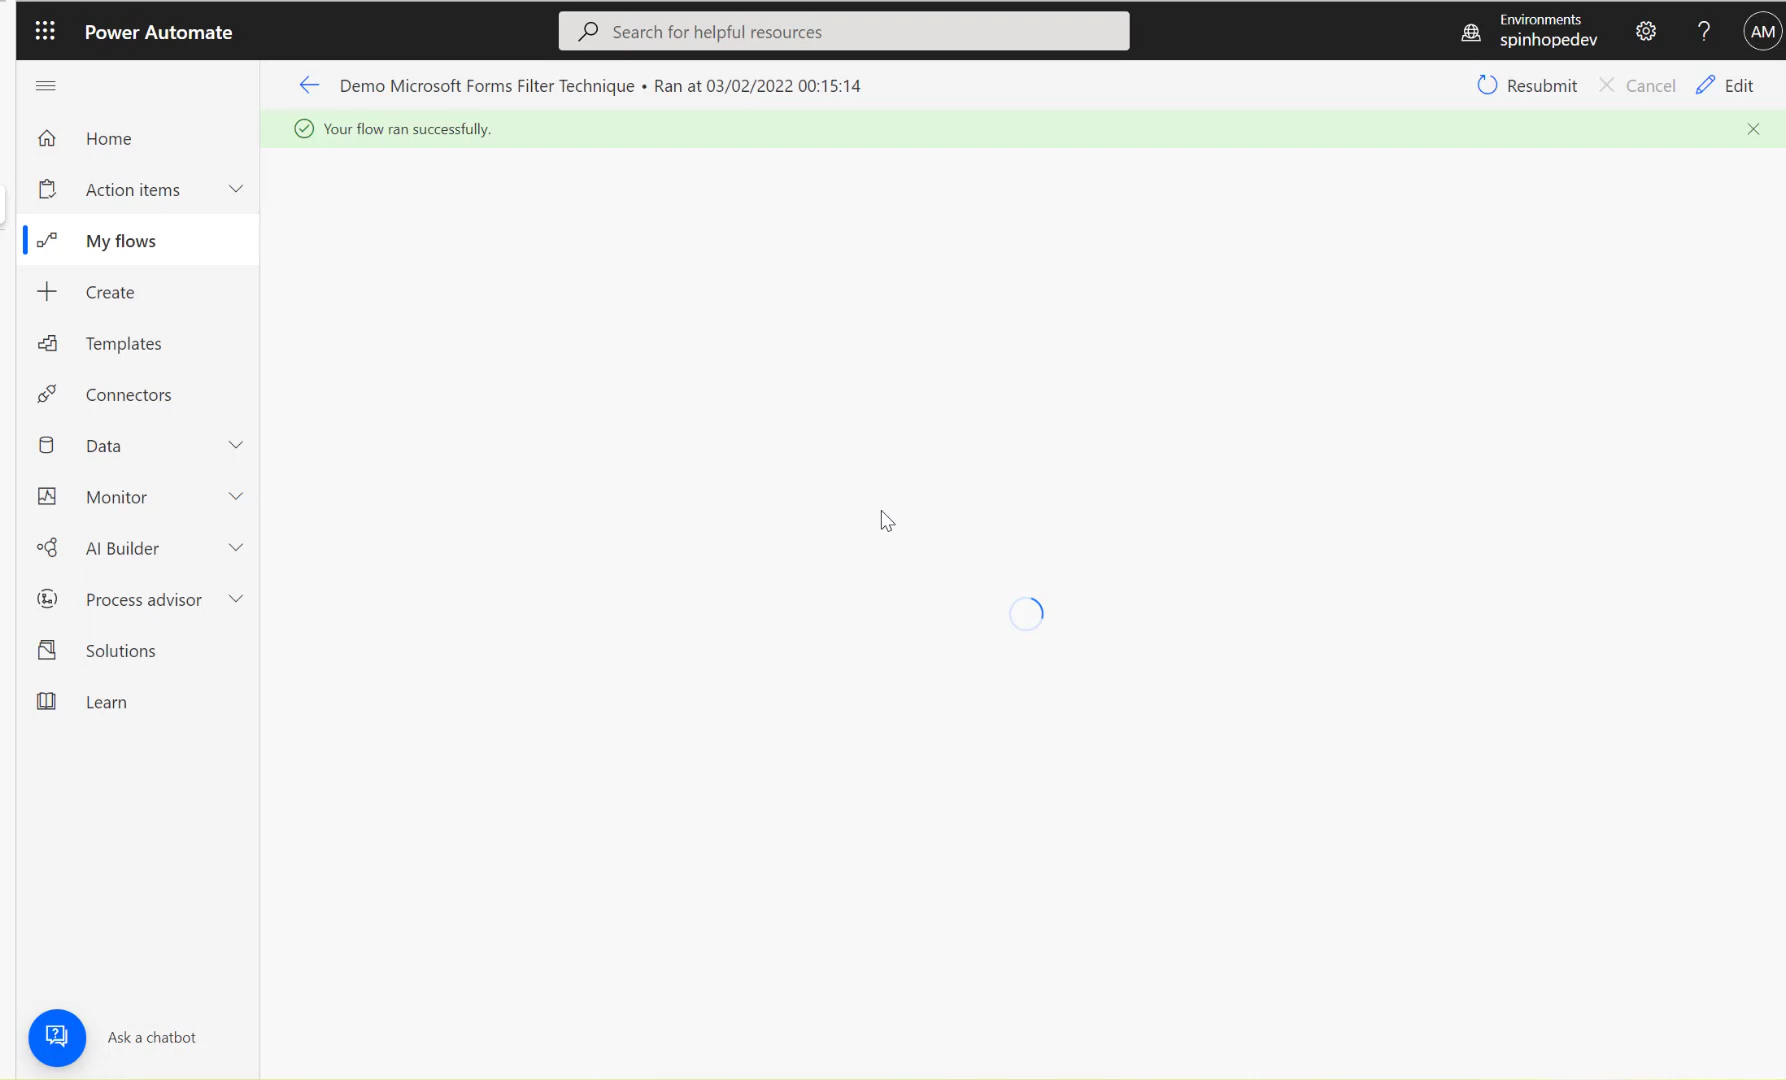 Power Automate
Search for helpful resources
Environments
spinhopedev
?
AM
Demo Microsoft Forms Filter Technique • Ran at 03/02/2022 00:15:14
Resubmit
Cancel
Edit
Your flow ran successfully.
Home
Action items
My flows
Create
Templates
Connectors
Data
Monitor
AI Builder
Process advisor
Solutions
Learn
Ask a chatbot